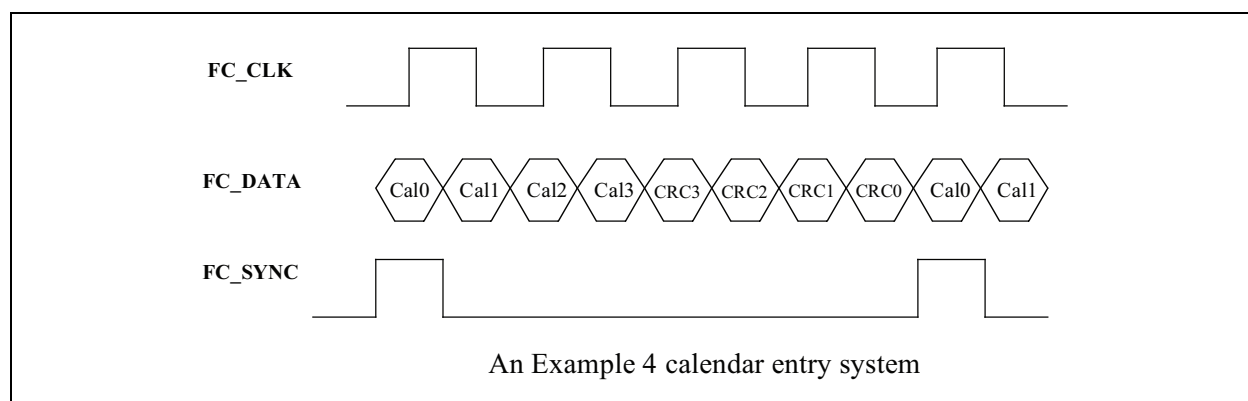 FC_CLK
FC_DATA
Cal0 Cal1 Cal2 Cal3 CRC3 CRC2 CRC1 CRC0 Cal0 Cal1
FC_SYNC
An Example 4 calendar entry system